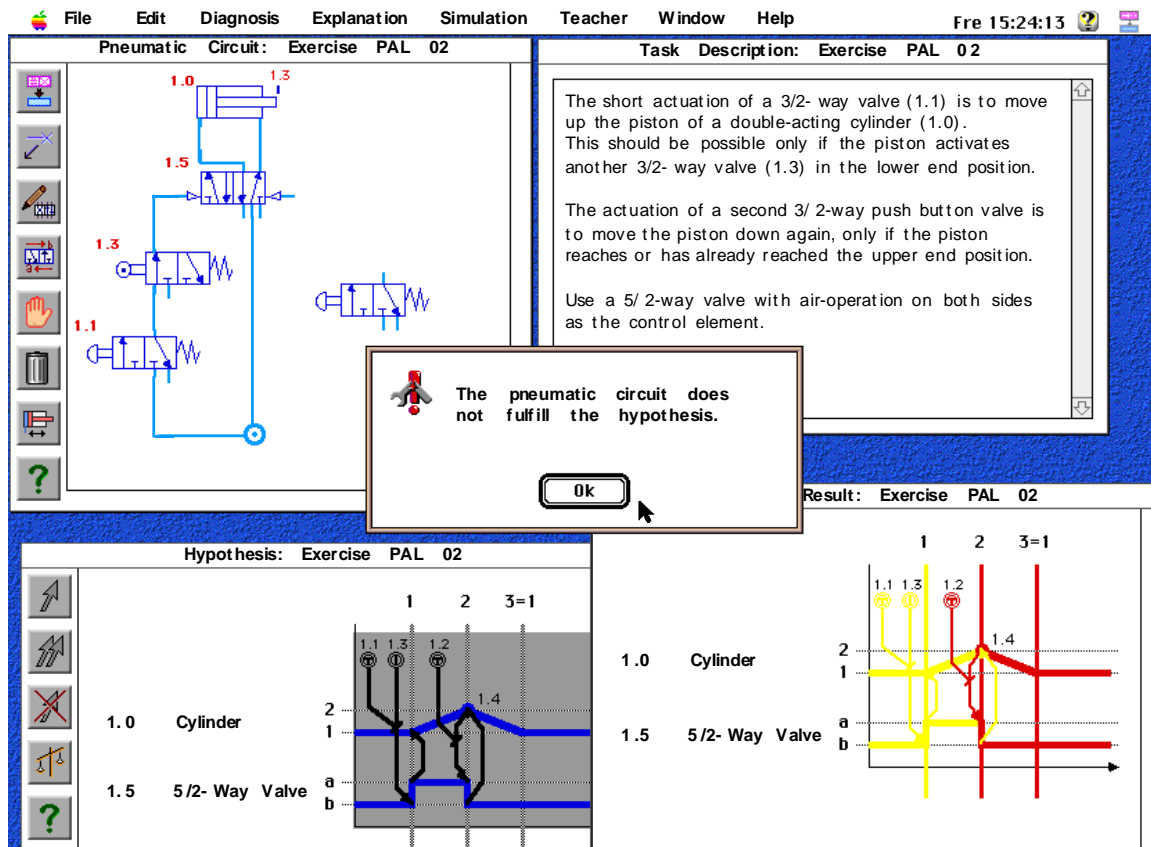 File Edit Diagnosis Explanation Simulation Teacher Window Help Fre 15:24:13
Pneumatic Circuit: Exercise PAL 02
1.0
1.3
1.5
1.3
1.1
Task Description: Exercise PAL 02
The short actuation of a 3/2- way valve (1.1) is to move
up the piston of a double-acting cylinder (1.0).
This should be possible only if the piston activates
another 3/2- way valve (1.3) in the lower end position.
The actuation of a second 3/ 2-way push button valve is
to move the piston down again, only if the piston
reaches or has already reached the upper end position.
Use a 5/ 2-way valve with air-operation on both sides
as the control element.
The pneumatic circuit does
not fulfill the hypothesis.
Ok
Hypothesis: Exercise PAL 02
1 2 3=1
1.1 1.3 1.2
1.4
1.0 Cylinder
2
1
1.5 5/2- Way Valve
a
b
Result: Exercise PAL 02
1 2 3=1
1.1 1.3 1.2
1.4
1.0 Cylinder
2
1
1.5 5/2- Way Valve
a
b